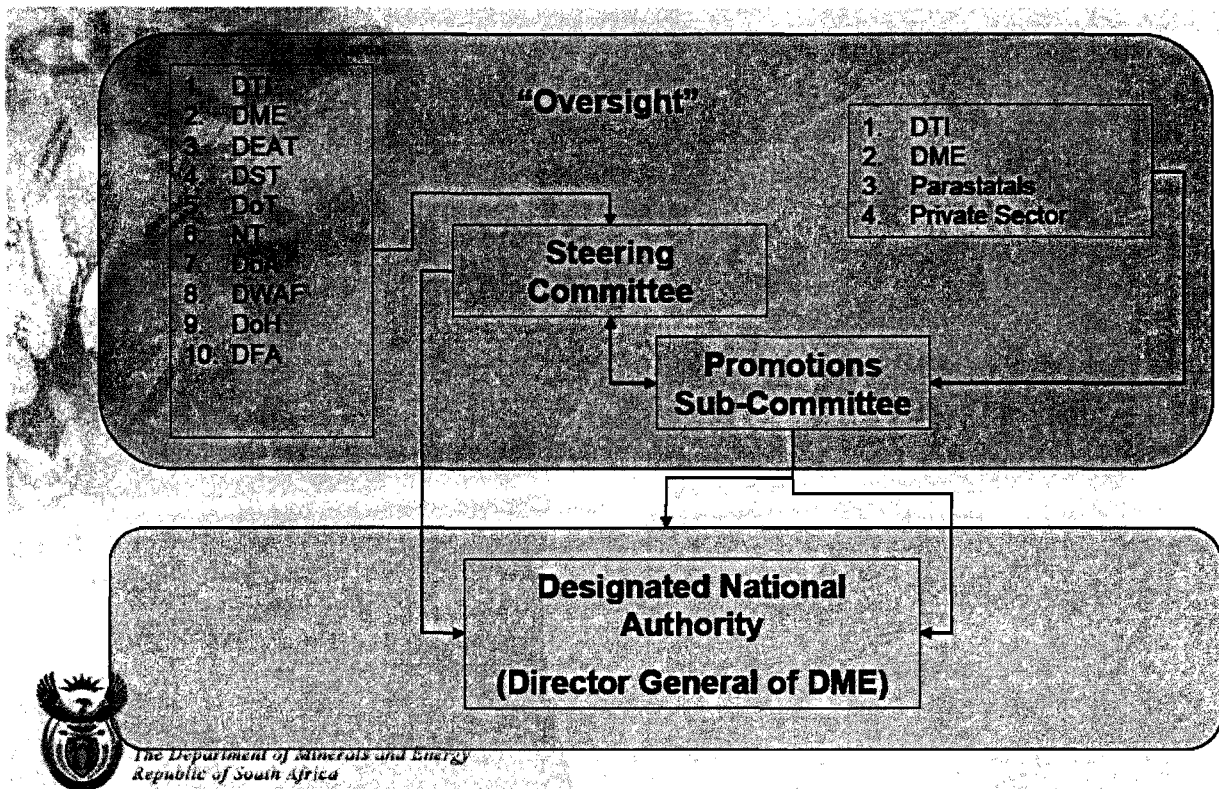 1. DTI
2. DME
3. DEAT
4. DST
5. DoT
6. NT
7. DoA
8. DWAF
9. DoH
10. DFA
"Oversight"
1. DTI
2. DME
3. Parastatals
4. Private Sector
Steering
Committee
Promotions
Sub-Committee
Designated National
Authority
(Director General of DME)
The Department of Minerals and Energy
Republic of South Africa